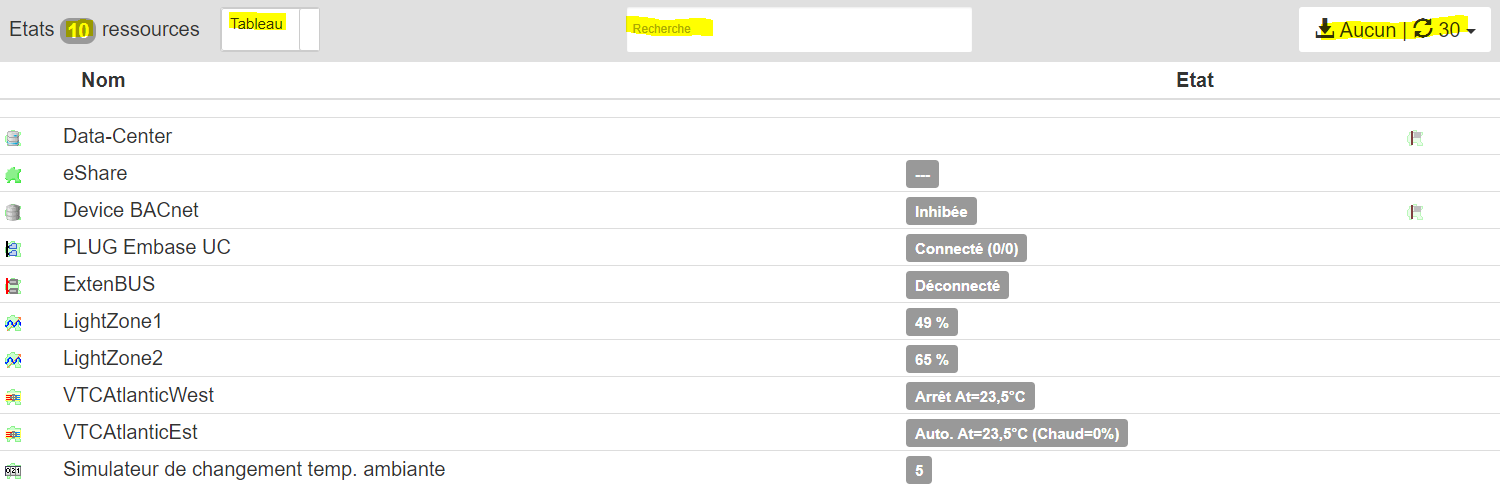 Etats 10 ressources Tableau Recherche Aucun | 30
Nom Etat
Data-Center
eShare ---
Device BACnet Inhibée
PLUG Embase UC Connecté (0/0)
ExtenBUS Déconnecté
LightZone1 49 %
LightZone2 65 %
VTCAtlanticWest Arrêt At=23,5°C
VTCAtlanticEst Auto. At=23,5°C (Chaud=0%)
Simulateur de changement temp. ambiante 5